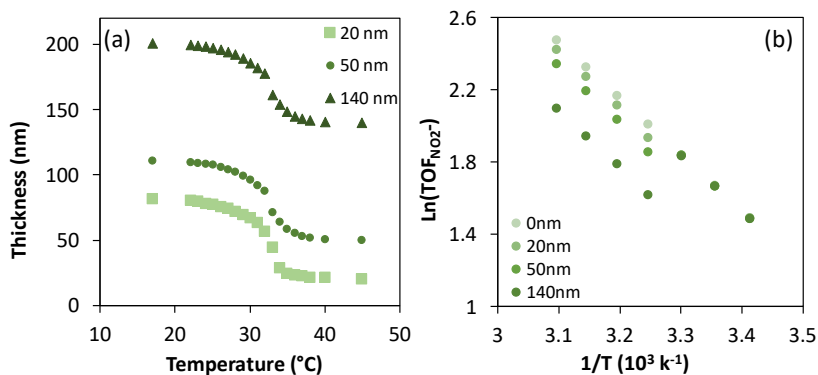 (a)
20 nm
50 nm
140 nm
200
150
100
50
0
10 20 30 40 50
Thickness (nm)
Temperature (°C)
(b)
2.6
2.2
1.8
1.4
1
3 3.1 3.2 3.3 3.4 3.5
Ln(TOF_NO2-)
0nm
20nm
50nm
140nm
1/T (10³ k⁻¹)